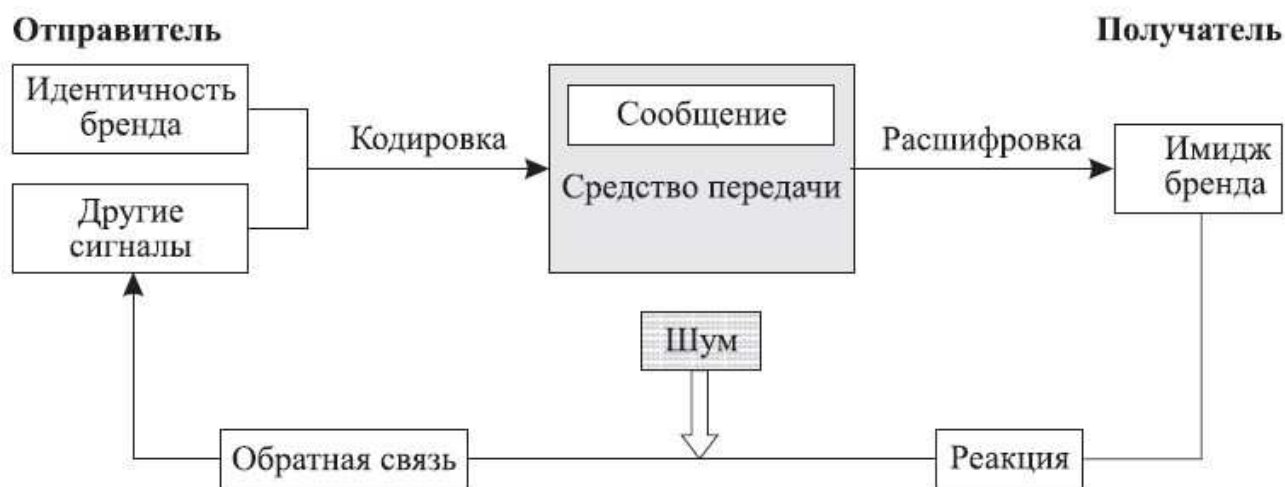 Отправитель
Получатель
Идентичность
бренда
Кодировка
Сообщение
Средство передачи
Расшифровка
Имидж
бренда
Другие
сигналы
Шум
Обратная связь
Реакция